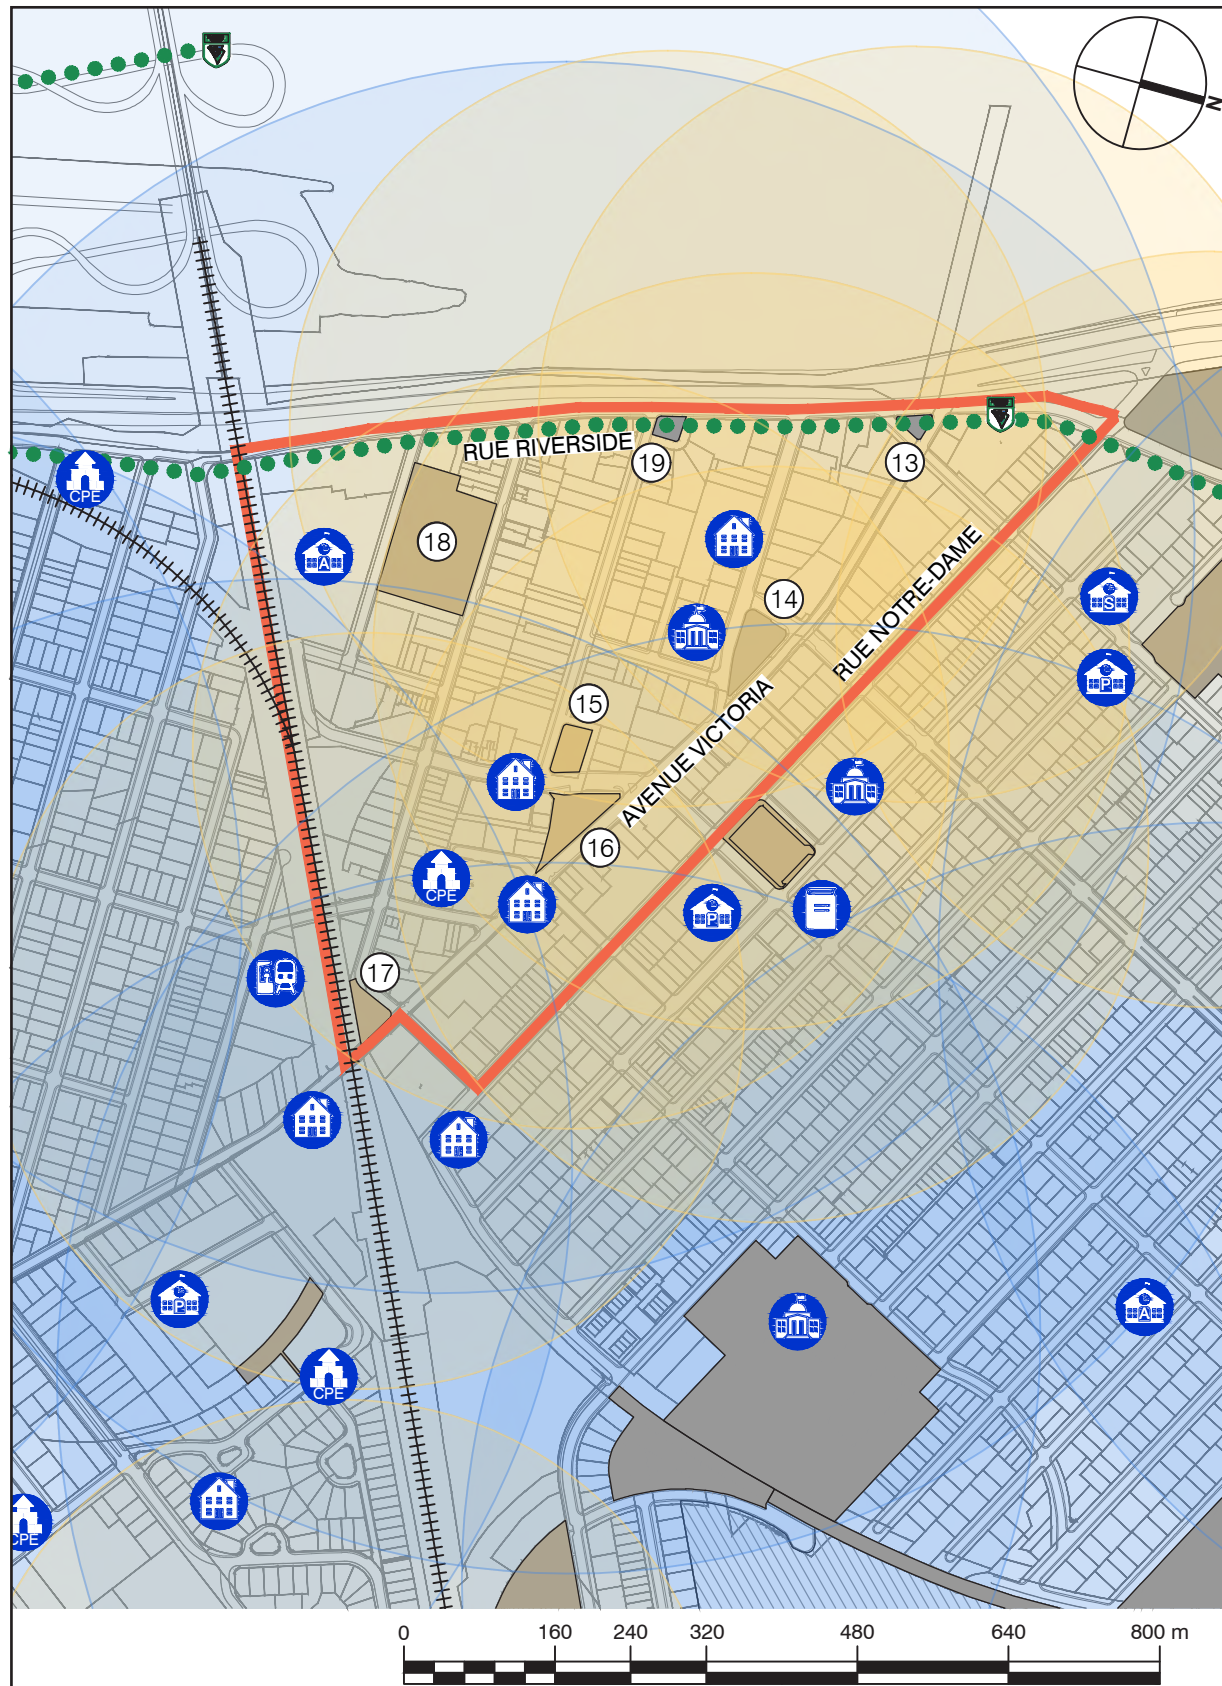 N
RUE RIVERSIDE
19
13
CPE
18
A
14
S
RUE NOTRE-DAME
P
15
AVENUE VICTORIA
16
CPE
P
17
P
A
CPE
CPE
0 160 240 320 480 640 800 m